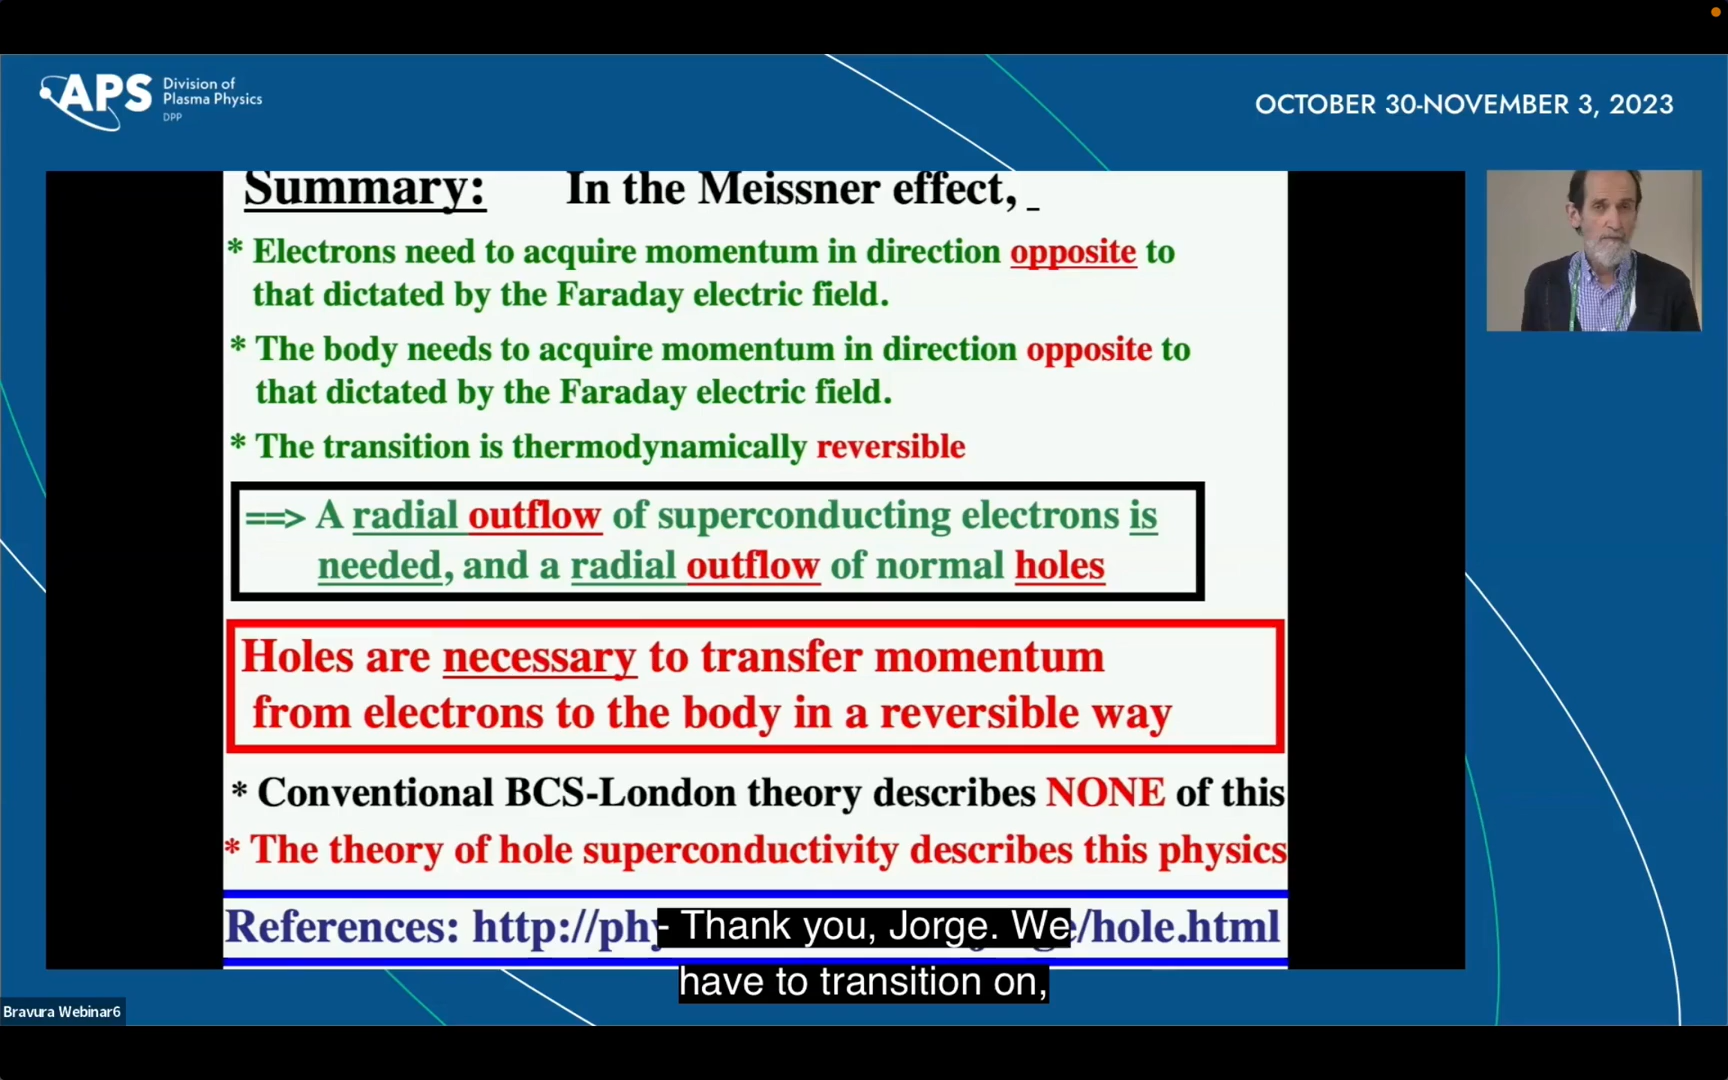 APS Division of
Plasma Physics
DPP
OCTOBER 30-NOVEMBER 3, 2023
Summary: In the Meissner effect, _
* Electrons need to acquire momentum in direction opposite to
that dictated by the Faraday electric field.
* The body needs to acquire momentum in direction opposite to
that dictated by the Faraday electric field.
* The transition is thermodynamically reversible
==> A radial outflow of superconducting electrons is
needed, and a radial outflow of normal holes
Holes are necessary to transfer momentum
from electrons to the body in a reversible way
* Conventional BCS-London theory describes NONE of this
* The theory of hole superconductivity describes this physics
References: http://ph /hole.html
- Thank you, Jorge. We
have to transition on,
Bravura Webinar6